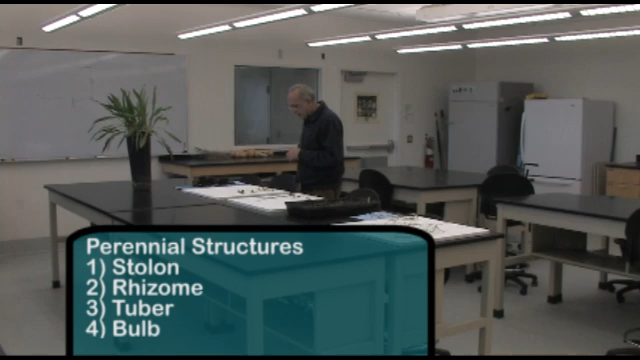 Perennial Structures
1) Stolon
2) Rhizome
3) Tuber
4) Bulb